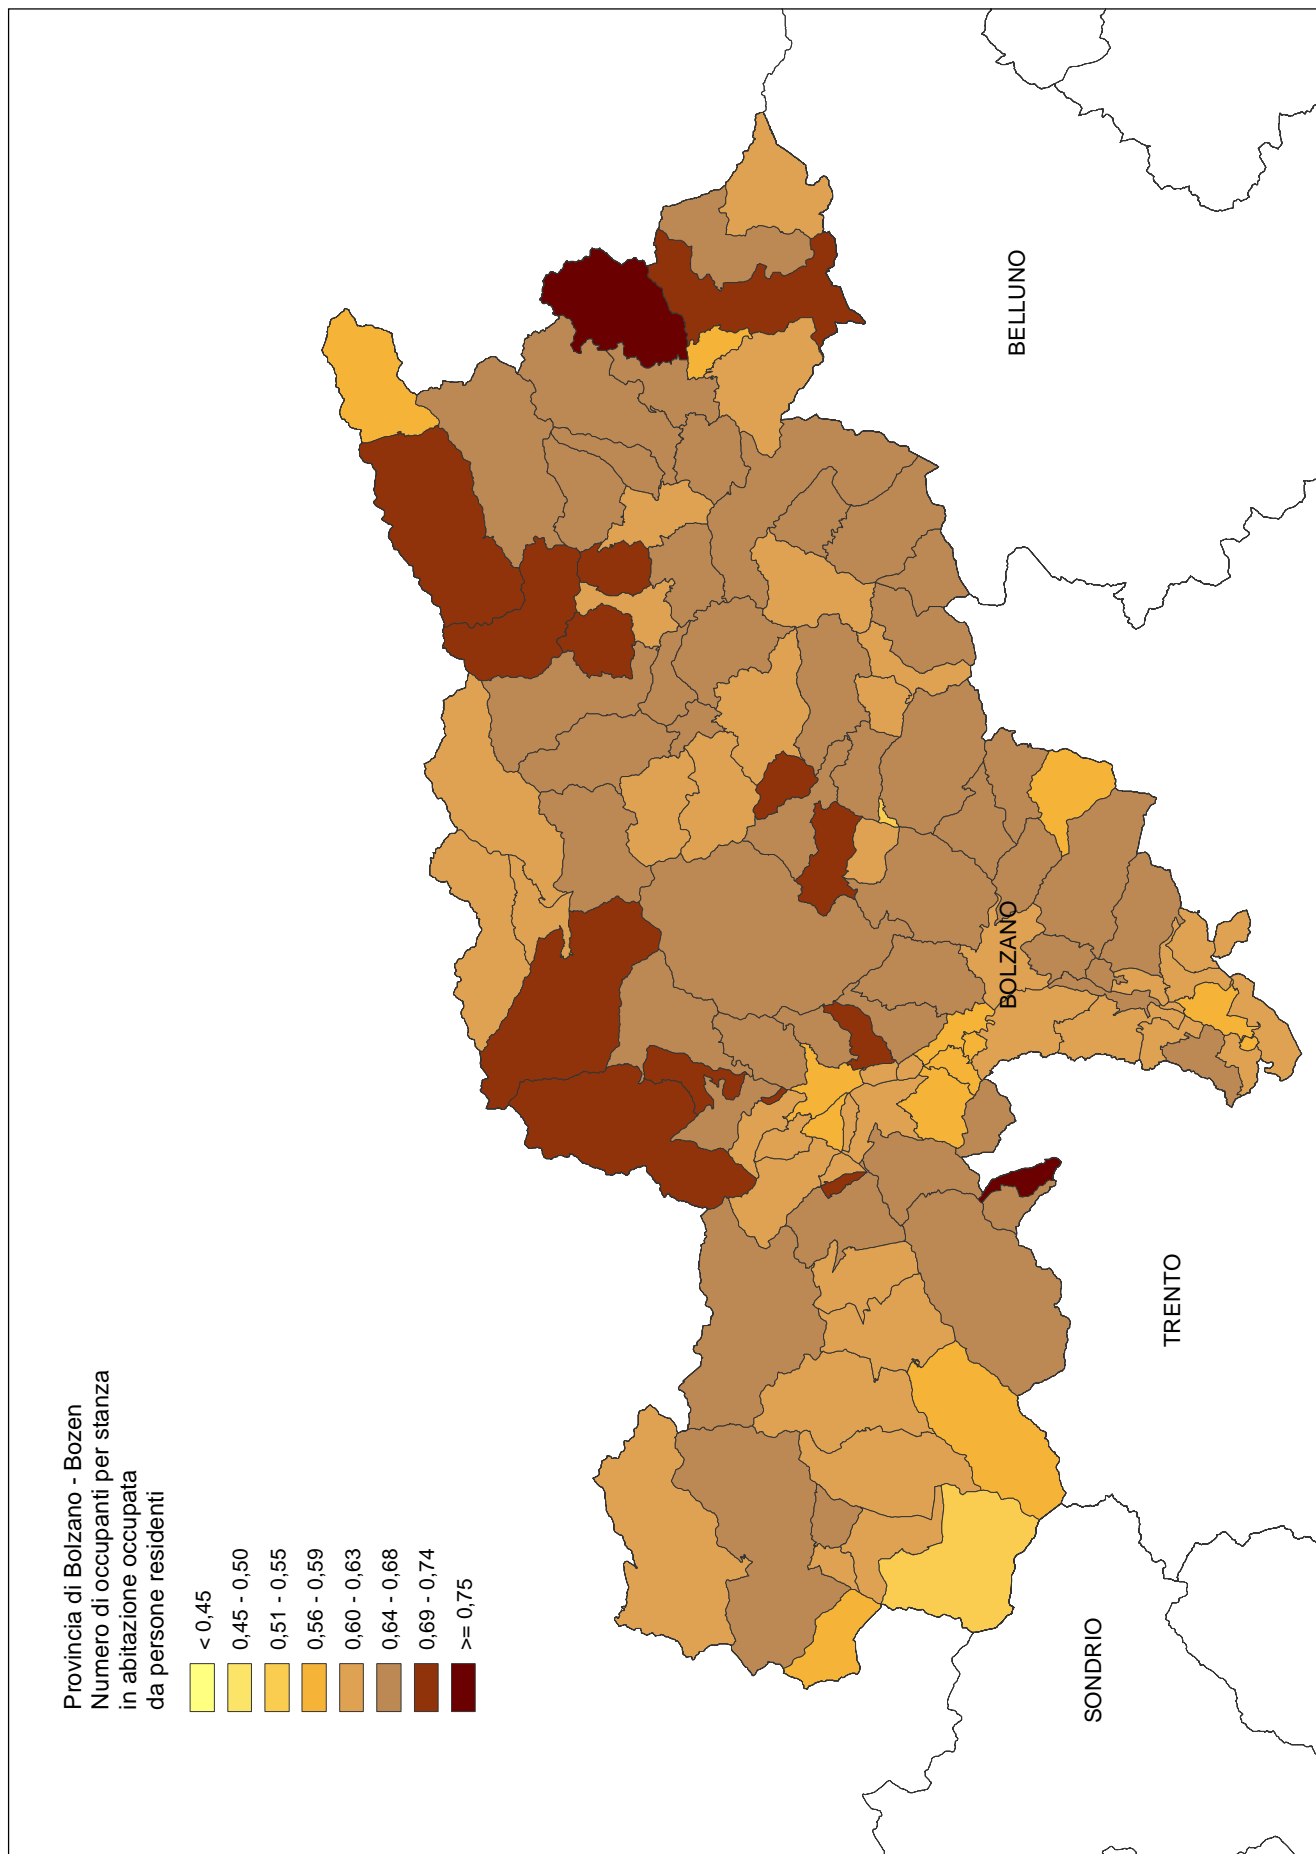 Provincia di Bolzano - Bozen
Numero di occupanti per stanza
in abitazione occupata
da persone residenti
< 0,45
0,45 - 0,50
0,51 - 0,55
0,56 - 0,59
0,60 - 0,63
0,64 - 0,68
0,69 - 0,74
>= 0,75
BELLUNO
BOLZANO
TRENTO
SONDRIO